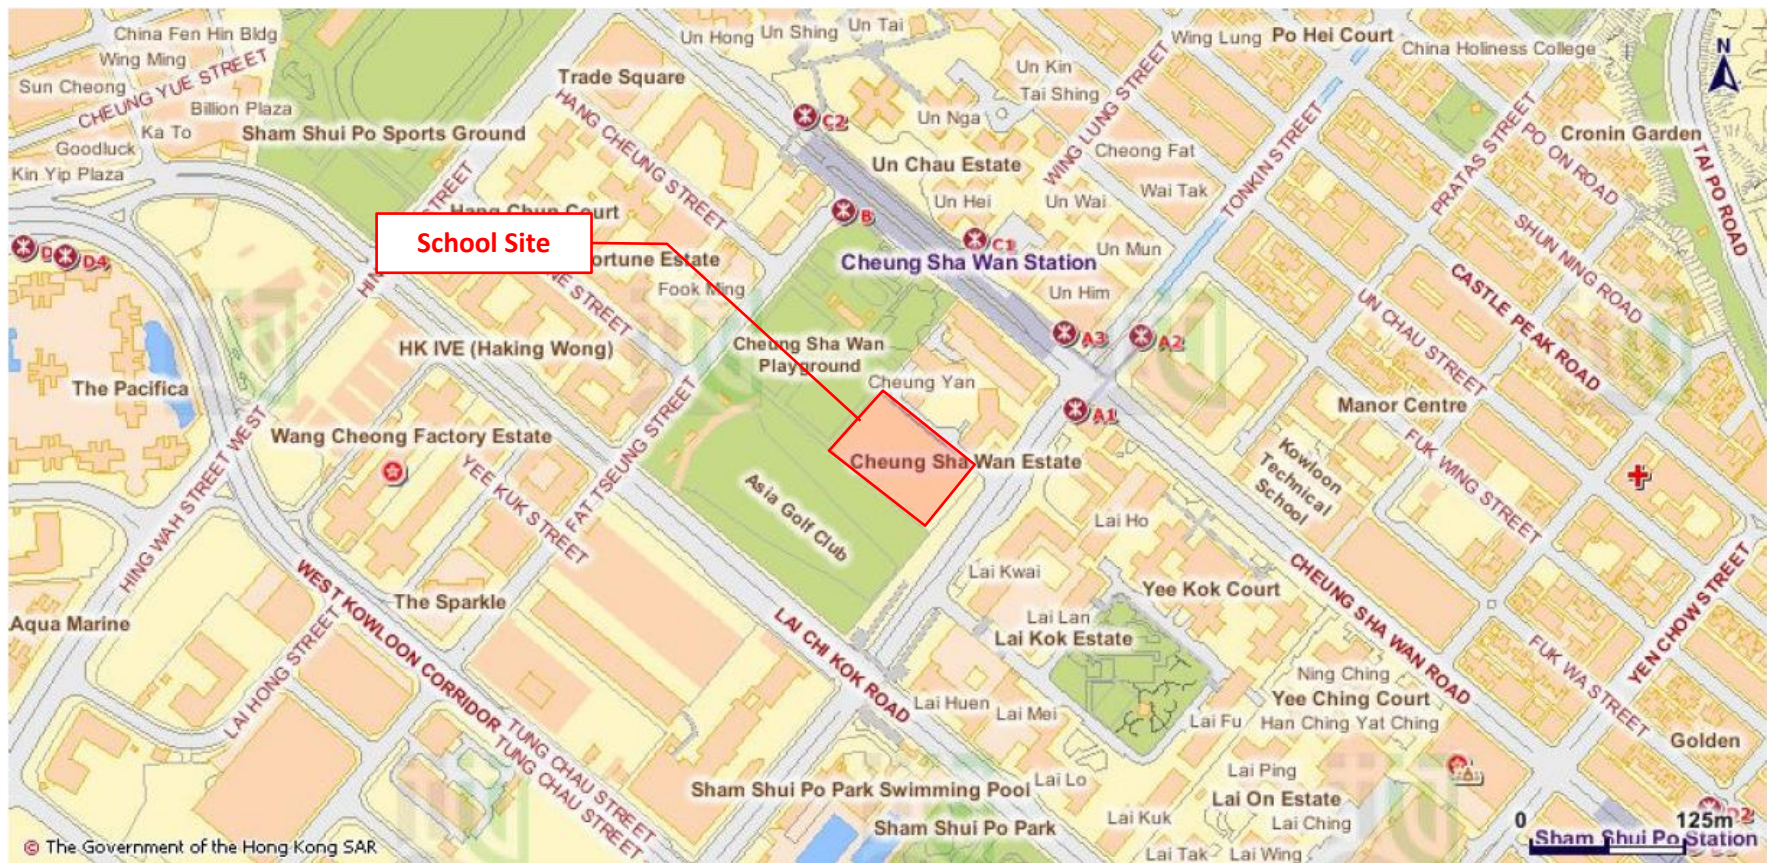 China Fen Hin Bldg
Wing Ming
Sun Cheong
CHEUNG YUE STREET
Billion Plaza
Ka To
Goodluck
Kin Yip Plaza
Sham Shui Po Sports Ground
Trade Square
HANG CHEUNG STREET
Un Hong
Un Shing
Un Tai
C2
Un Nga
Un Kin
Tai Shing
WING LUNG STREET
Wing Lung
Po Hei Court
China Holiness College
N
Cronin Garden
TAI PO ROAD
PO ON ROAD
PRATAS STREET
TONKIN STREET
Cheong Fat
Wai Tak
Un Chau Estate
Un Hei
Un Wai
Un Mun
Un Him
B
C1
Cheung Sha Wan Station
STREET
Hang Chun Court
School Site
ortune Estate
NE STREET
Fook Ming
D
D4
HK IVE (Haking Wong)
The Pacifica
Cheung Sha Wan
Playground
Cheung Yan
A3
A2
A1
SHUN NING ROAD
CASTLE PEAK ROAD
UN CHAU STREET
Manor Centre
FUK WING STREET
Kowloon
Technical
School
Cheung Sha Wan Estate
Wang Cheong Factory Estate
YEE KUK STREET
FAT TSEUNG STREET
HING WAH STREET WEST
Asia Golf Club
Lai Ho
Lai Kwai
Yee Kok Court
CHEUNG SHA WAN ROAD
YEN CHOW STREET
FUK WA STREET
Lai Lan
Lai Kok Estate
WEST KOWLOON CORRIDOR
The Sparkle
Aqua Marine
LAI HONG STREET
LAI CHI KOK ROAD
Lai Huen
Lai Mei
Lai Fu
Ning Ching
Yee Ching Court
Han Ching Yat Ching
Golden
TUNG CHAU STREET
TUNG CHAU STREET
Sham Shui Po Park Swimming Pool
Lai Lo
Sham Shui Po Park
Lai Ping
Lai On Estate
Lai Kuk
Lai Ching
Lai Tak
Lai Wing
0
125m
D2
Sham Shui Po Station
© The Government of the Hong Kong SAR